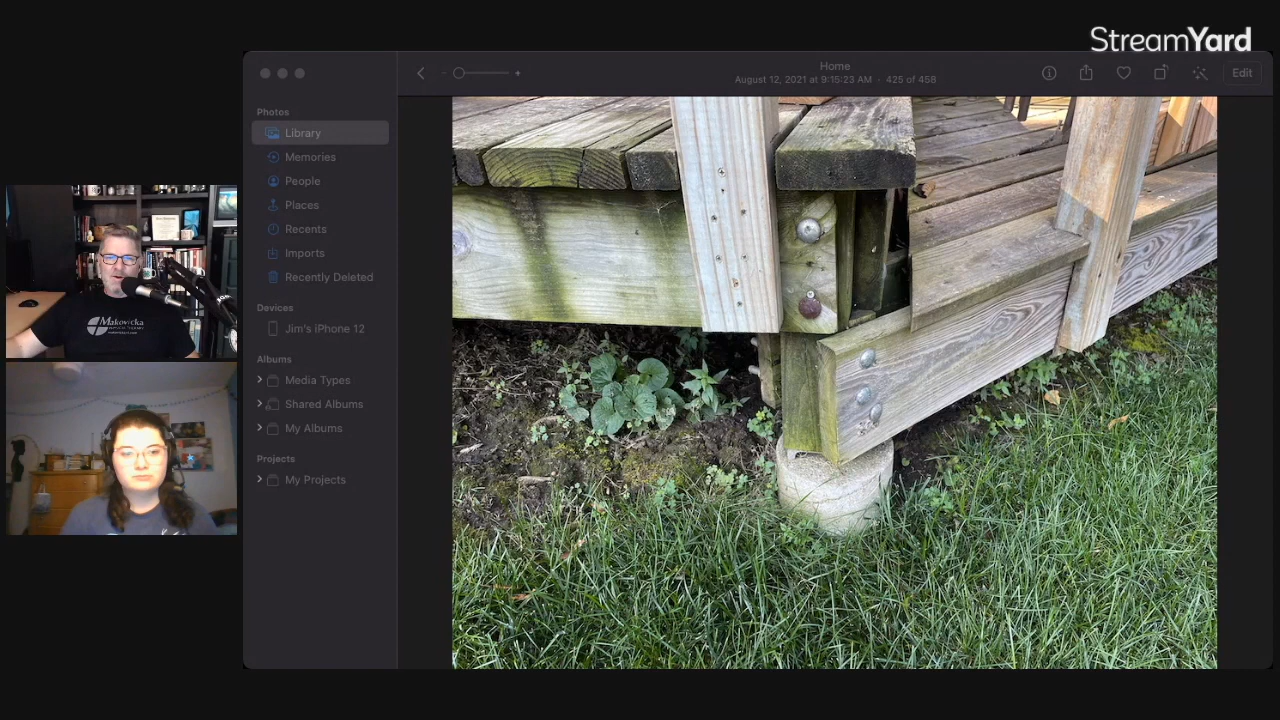 StreamYard
Home
August 12, 2021 at 9:15:23 AM - 425 of 458
Edit
Photos
Library
Memories
People
Places
Recents
Imports
Recently Deleted
Devices
Jim's iPhone 12
Albums
Media Types
Shared Albums
My Albums
Projects
My Projects
Makovicka